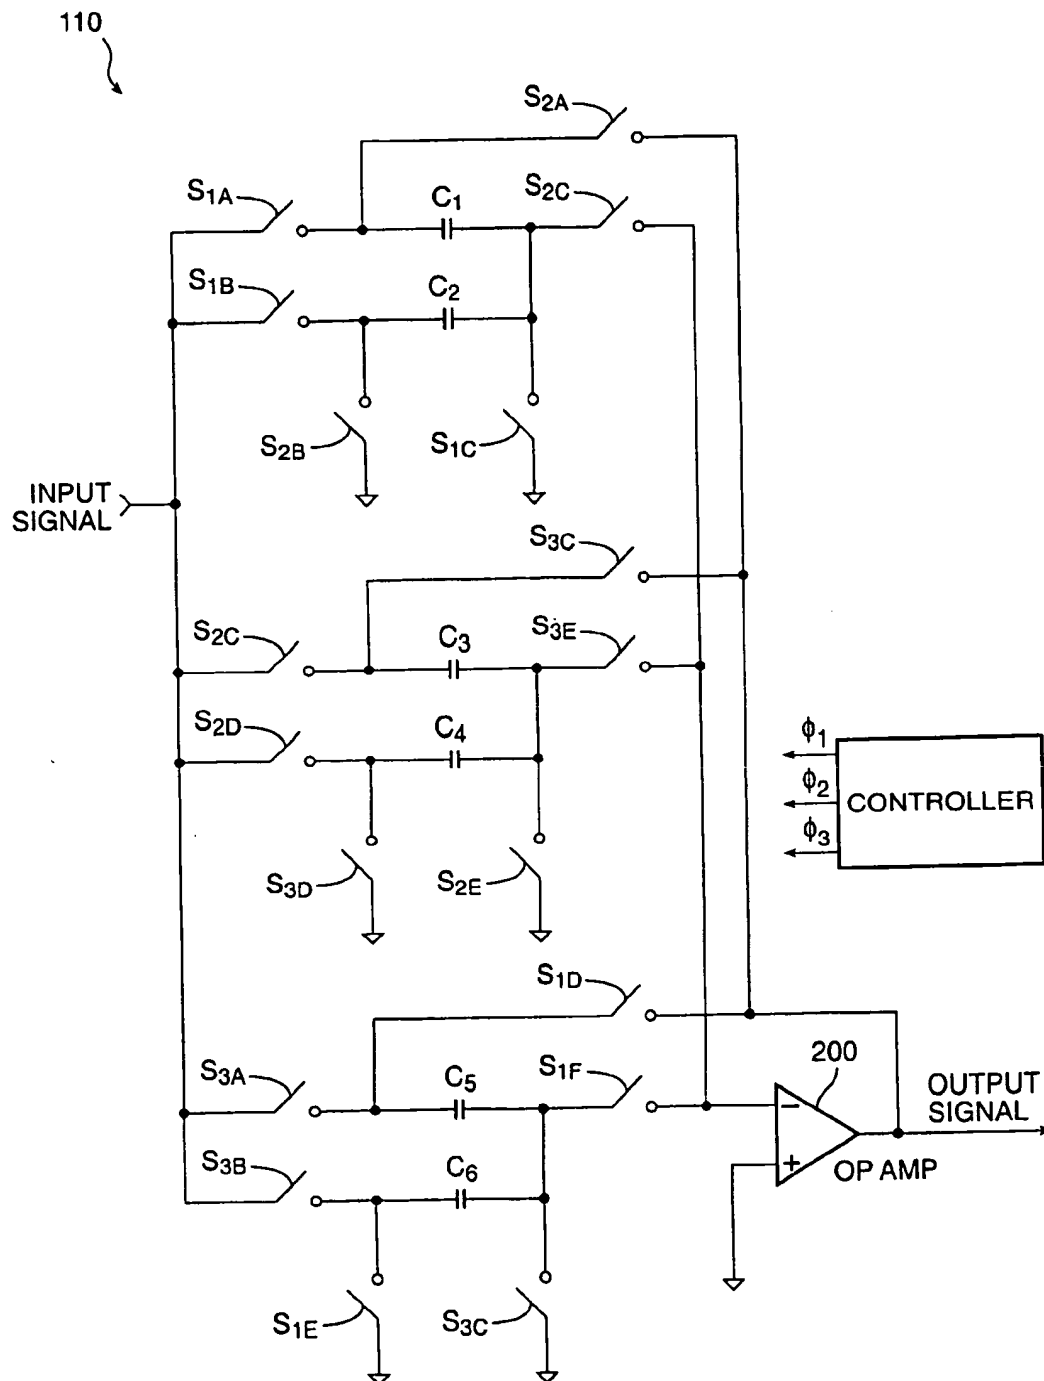 110
S2A
S1A
C1
S2C
S1B
C2
S2B
S1C
INPUT
SIGNAL
S3C
S2C
C3
S3E
S2D
C4
ϕ1
ϕ2
ϕ3
CONTROLLER
S3D
S2E
S1D
200
S3A
C5
S1F
OUTPUT
SIGNAL
S3B
C6
OP AMP
S1E
S3C